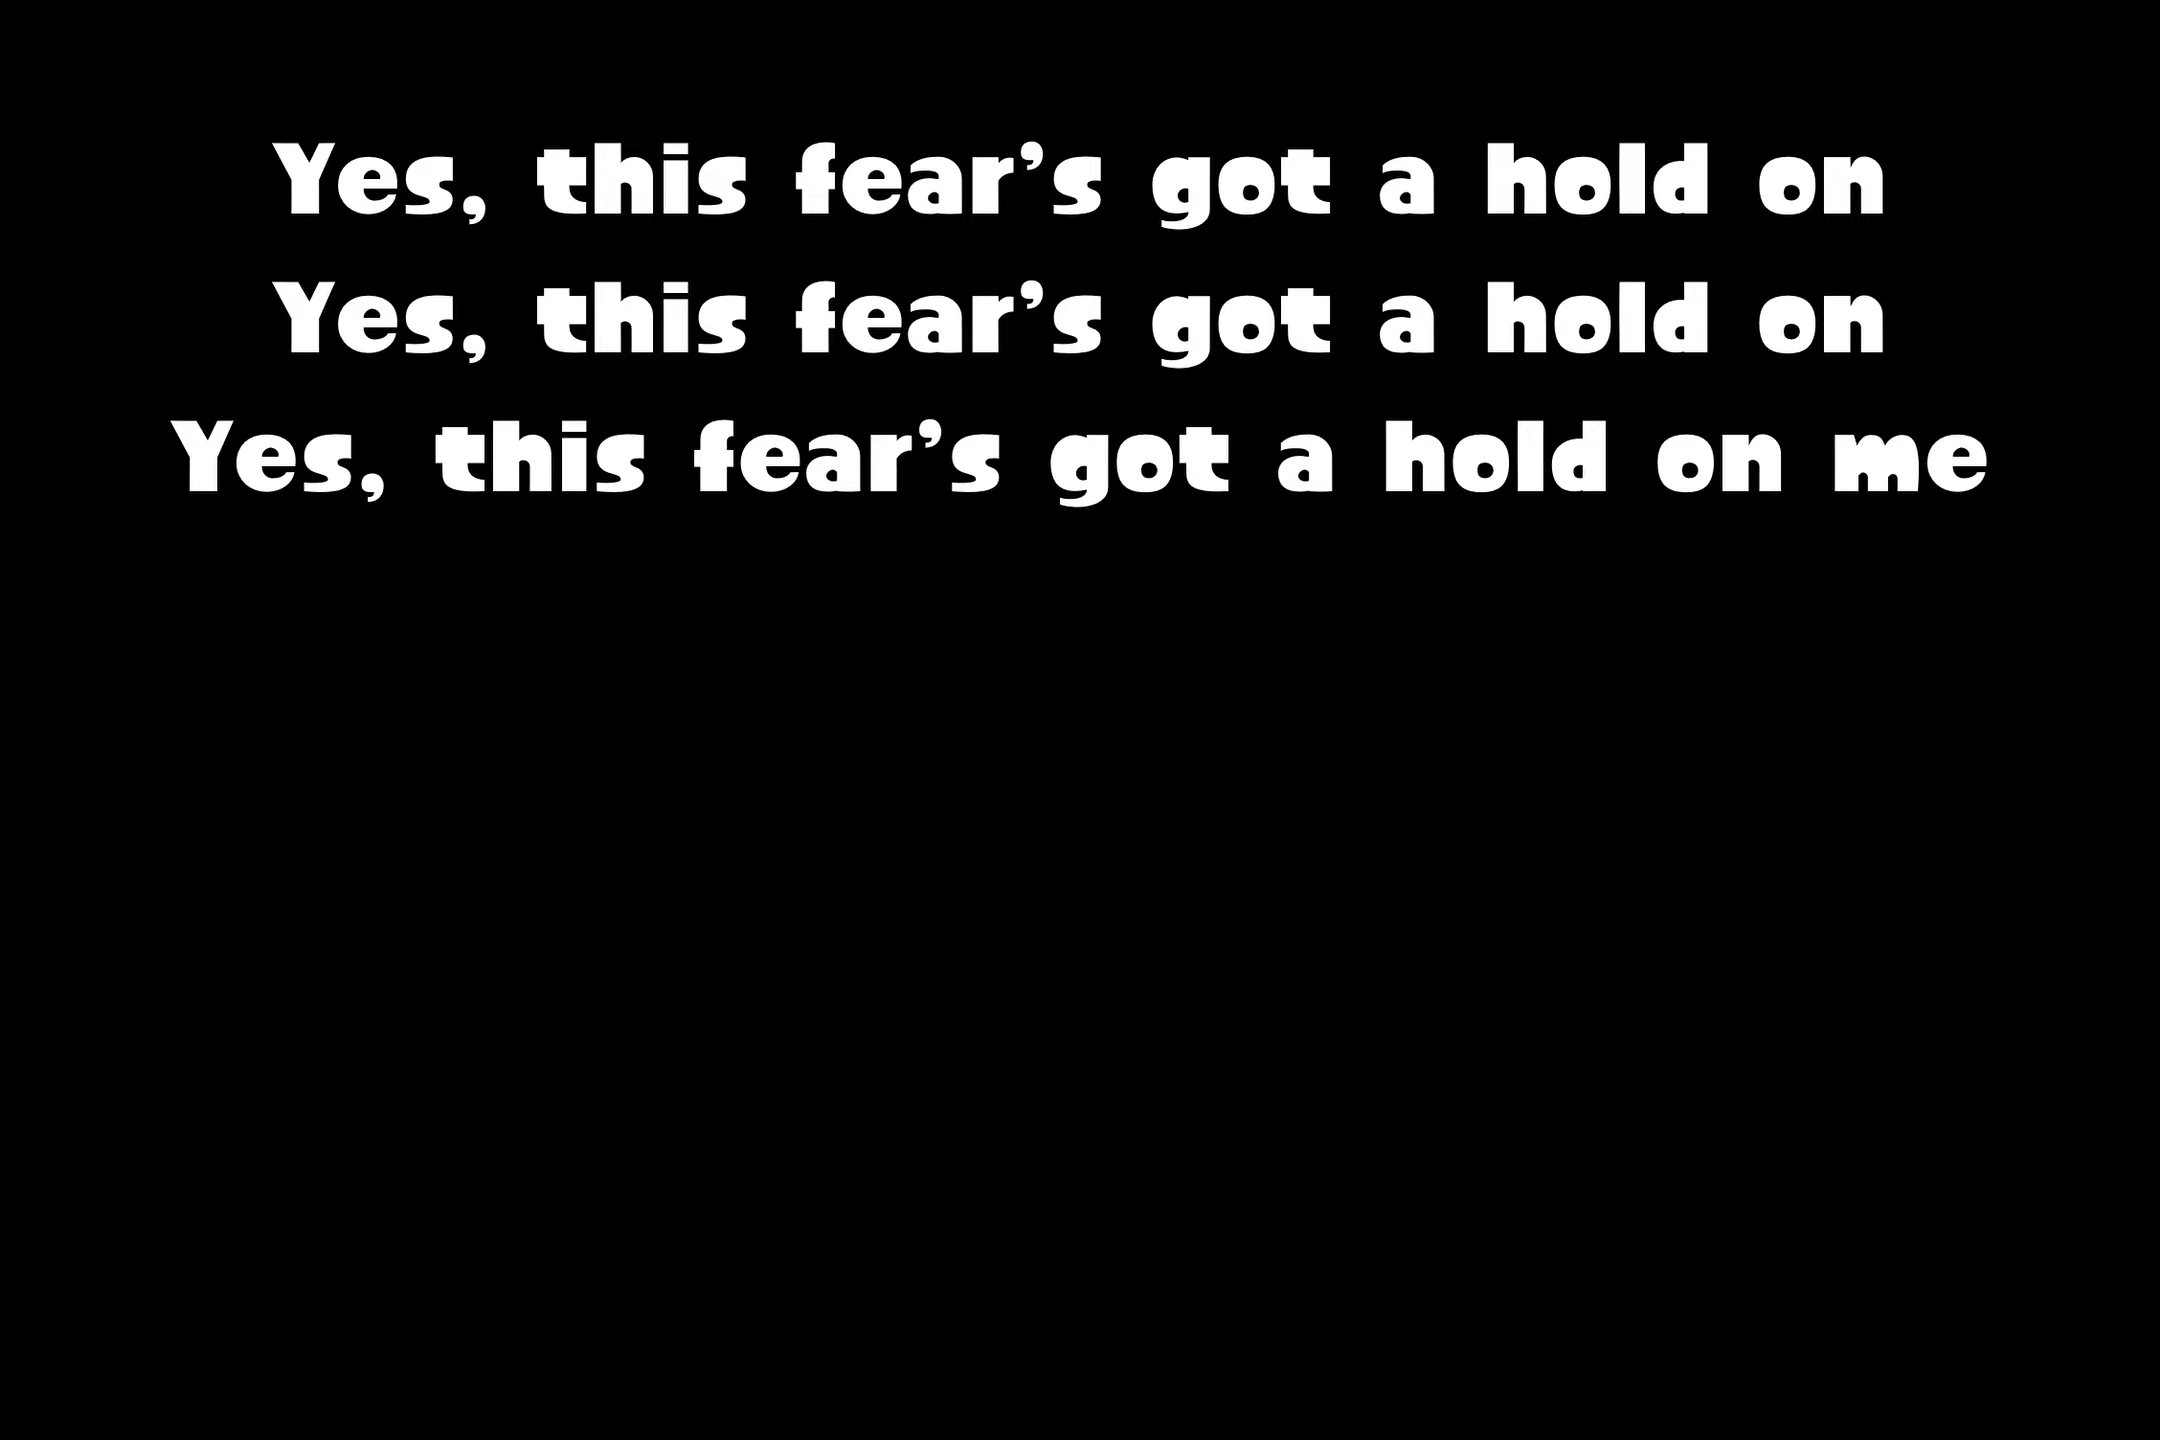 Yes, this fear’s got a hold on
Yes, this fear’s got a hold on
Yes, this fear’s got a hold on me